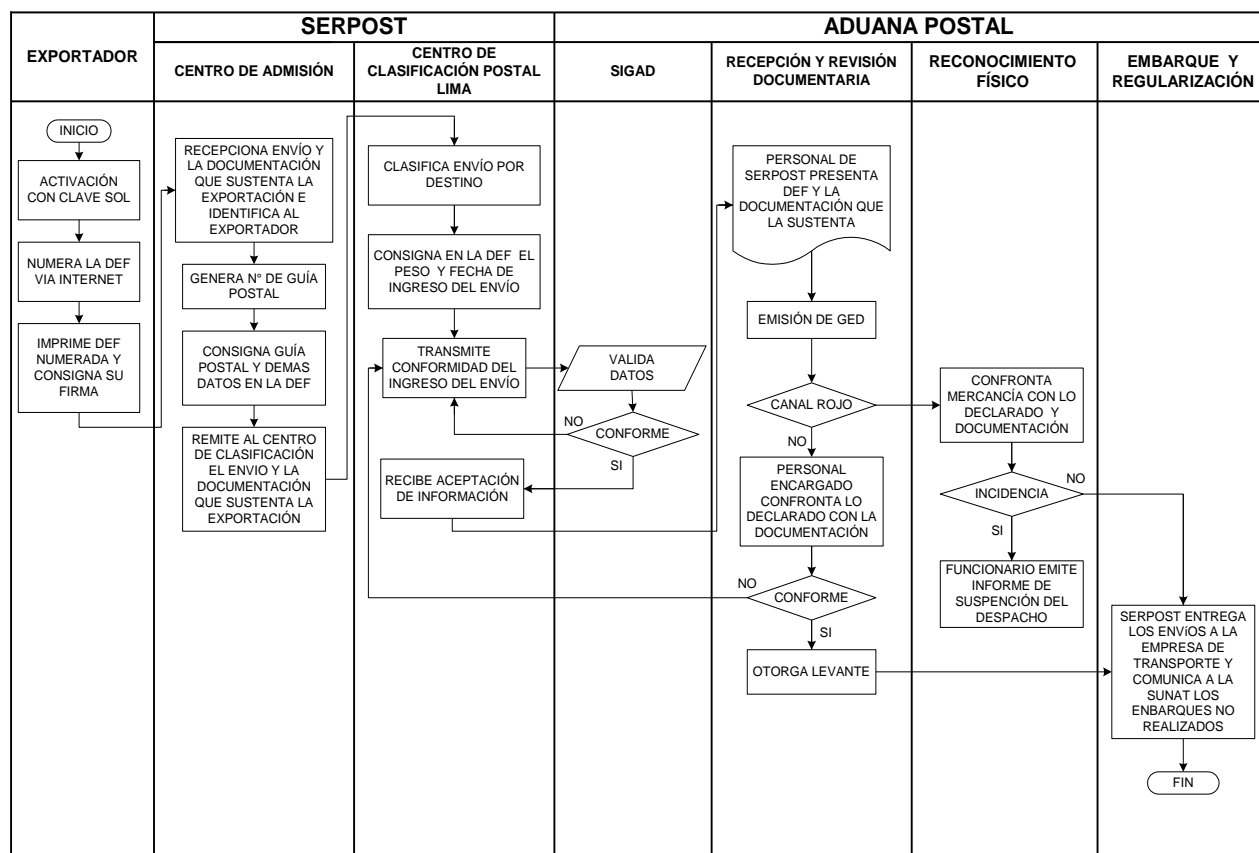 SERPOST
ADUANA POSTAL
EXPORTADOR
CENTRO DE ADMISIÓN
CENTRO DE
CLASIFICACIÓN POSTAL
LIMA
SIGAD
RECEPCIÓN Y REVISIÓN
DOCUMENTARIA
RECONOCIMIENTO
FÍSICO
EMBARQUE Y
REGULARIZACIÓN
INICIO
ACTIVACIÓN
CON CLAVE SOL
NUMERA LA DEF
VIA INTERNET
IMPRIME DEF
NUMERADA Y
CONSIGNA SU
FIRMA
RECEPCIONA ENVÍO Y
LA DOCUMENTACIÓN
QUE SUSTENTA LA
EXPORTACIÓN E
IDENTIFICA AL
EXPORTADOR
GENERA N° DE GUÍA
POSTAL
CONSIGNA GUÍA
POSTAL Y DEMAS
DATOS EN LA DEF
REMITE AL CENTRO
DE CLASIFICACIÓN
EL ENVIO Y LA
DOCUMENTACIÓN
QUE SUSTENTA LA
EXPORTACIÓN
CLASIFICA ENVÍO POR
DESTINO
CONSIGNA EN LA DEF EL
PESO Y FECHA DE
INGRESO DEL ENVÍO
TRANSMITE
CONFORMIDAD DEL
INGRESO DEL ENVÍO
RECIBE ACEPTACIÓN
DE INFORMACIÓN
VALIDA
DATOS
NO
CONFORME
SI
PERSONAL DE
SERPOST PRESENTA
DEF Y LA
DOCUMENTACIÓN QUE
LA SUSTENTA
EMISIÓN DE GED
CANAL ROJO
NO
PERSONAL
ENCARGADO
CONFRONTA LO
DECLARADO CON LA
DOCUMENTACIÓN
NO
CONFORME
SI
OTORGA LEVANTE
CONFRONTA
MERCANCÍA CON LO
DECLARADO Y
DOCUMENTACIÓN
NO
INCIDENCIA
SI
FUNCIONARIO EMITE
INFORME DE
SUSPENCIÓN DEL
DESPACHO
SERPOST ENTREGA
LOS ENVíOS A LA
EMPRESA DE
TRANSPORTE Y
COMUNICA A LA
SUNAT LOS
ENBARQUES NO
REALIZADOS
FIN